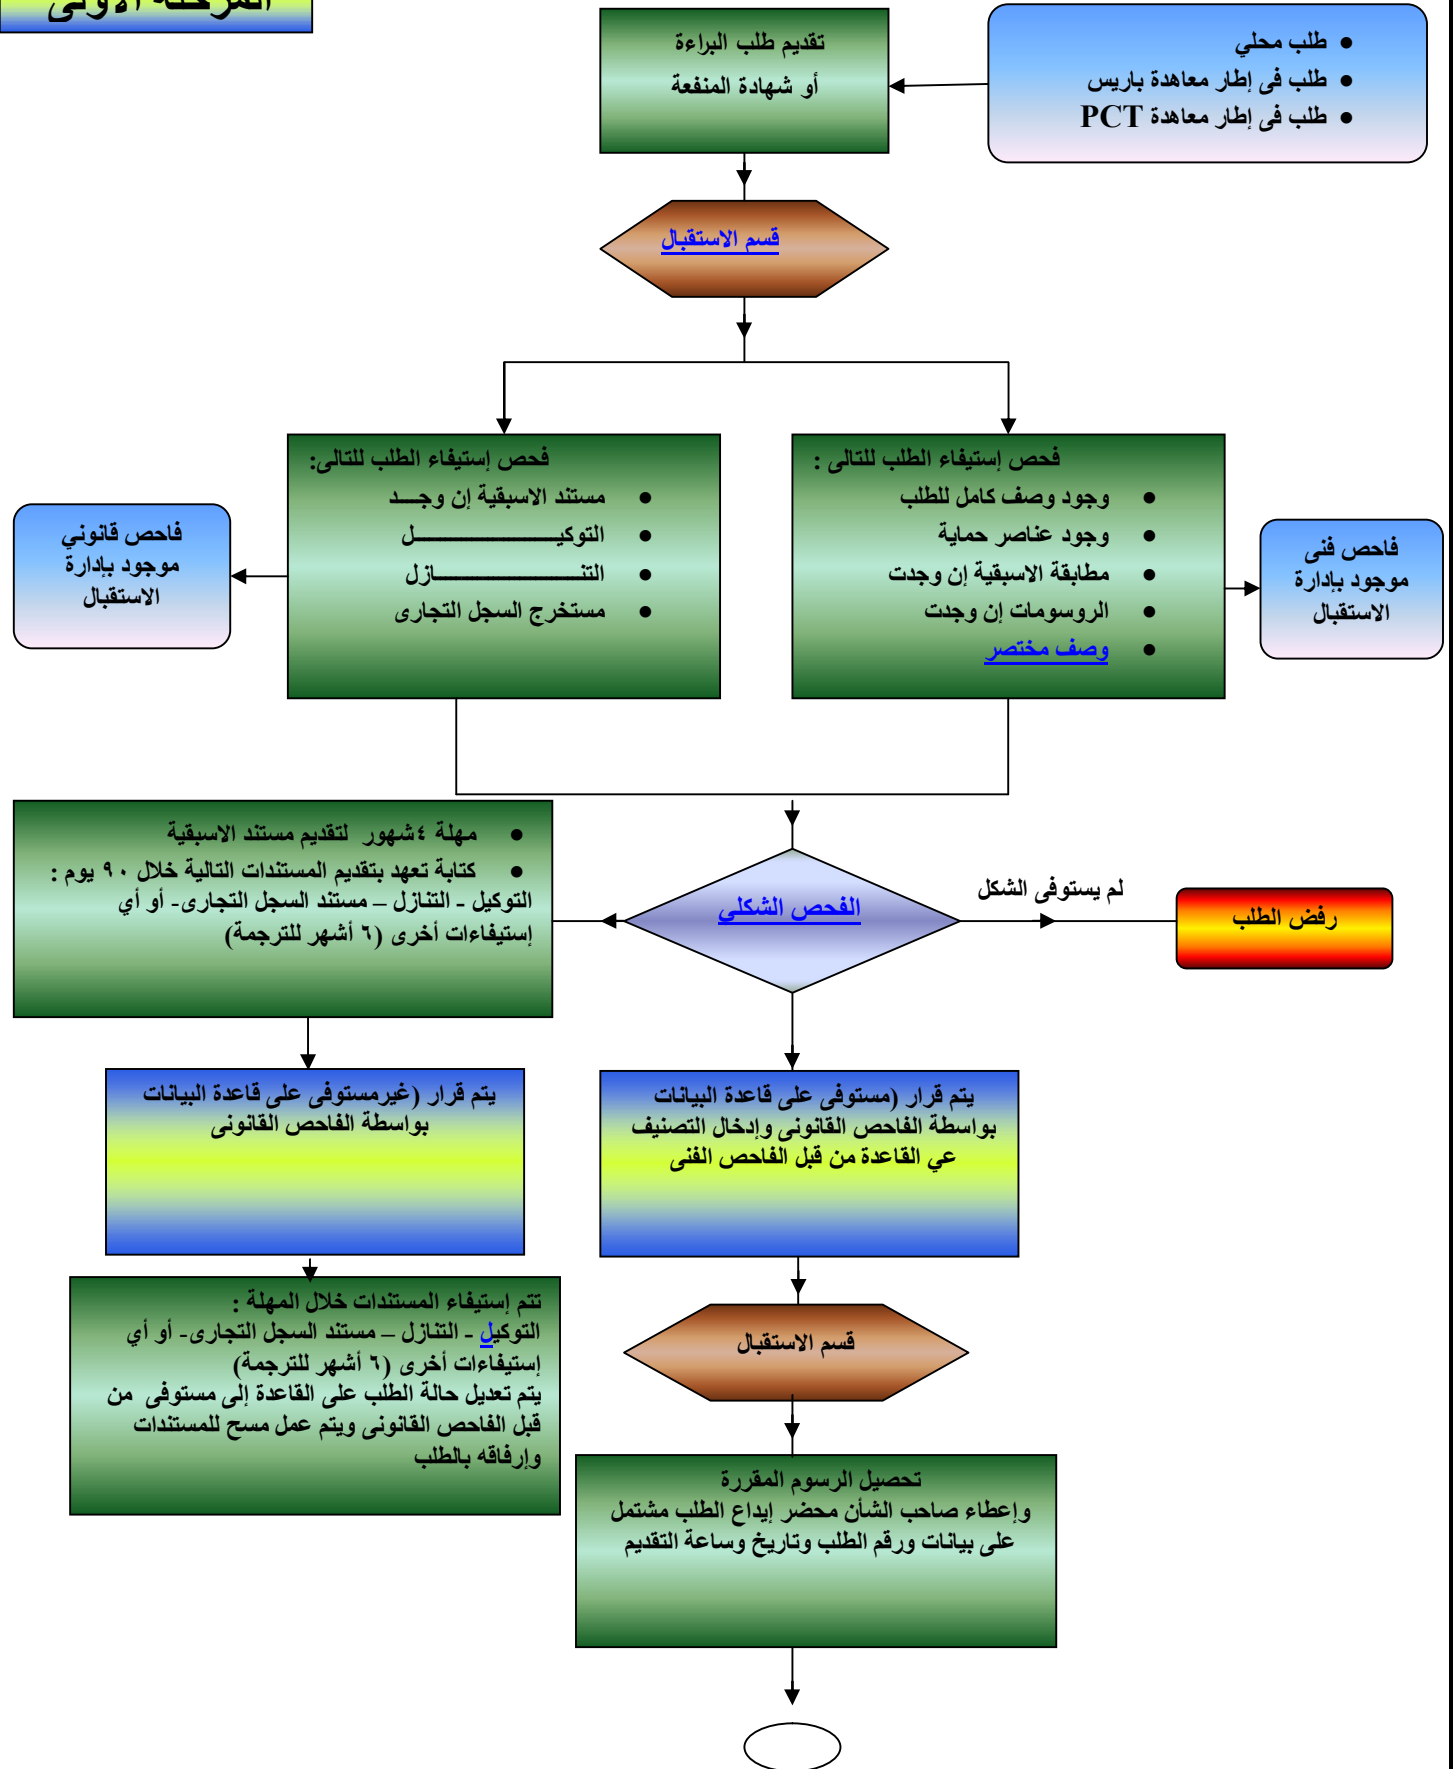 المرحلة الأولى
تقديم طلب البراءة
أو شهادة المنفعة
● طلب محلي
● طلب فى إطار معاهدة باريس
● طلب فى إطار معاهدة PCT
قسم الاستقبال
فحص إستيفاء الطلب للتالى :
● وجود وصف كامل للطلب
● وجود عناصر حماية
● مطابقة الاسبقية إن وجدت
● الروسومات إن وجدت
● وصف مختصر
فاحص فنى
موجود بإدارة
الاستقبال
فحص إستيفاء الطلب للتالى:
● مستند الاسبقية إن وجــــد
● التوكيـــــــــــــــــــــل
● التنـــــــــــــــــازل
● مستخرج السجل التجارى
فاحص قانوني
موجود بإدارة
الاستقبال
الفحص الشكلي
لم يستوفى الشكل
رفض الطلب
● مهلة ٤شهور لتقديم مستند الاسبقية
● كتابة تعهد بتقديم المستندات التالية خلال ٩٠ يوم :
التوكيل - التنازل – مستند السجل التجارى- أو أي
إستيفاءات أخرى (٦ أشهر للترجمة)
يتم قرار (مستوفى على قاعدة البيانات
بواسطة الفاحص القانونى وإدخال التصنيف
عي القاعدة من قبل الفاحص الفنى
يتم قرار (غيرمستوفى على قاعدة البيانات
بواسطة الفاحص القانونى
تتم إستيفاء المستندات خلال المهلة :
التوكيل - التنازل – مستند السجل التجارى- أو أي
إستيفاءات أخرى (٦ أشهر للترجمة)
يتم تعديل حالة الطلب على القاعدة إلى مستوفى من
قبل الفاحص القانونى ويتم عمل مسح للمستندات
وإرفاقه بالطلب
قسم الاستقبال
تحصيل الرسوم المقررة
وإعطاء صاحب الشأن محضر إيداع الطلب مشتمل
على بيانات ورقم الطلب وتاريخ وساعة التقديم